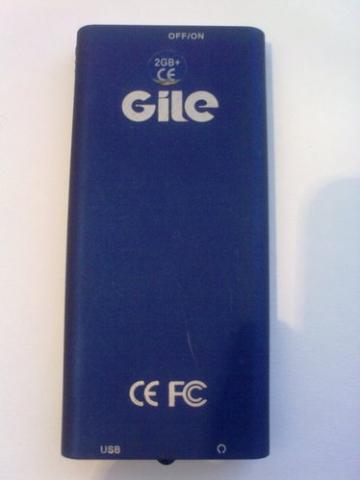 OFF/ON
2GB+
CE
Gile
CE FC
USB